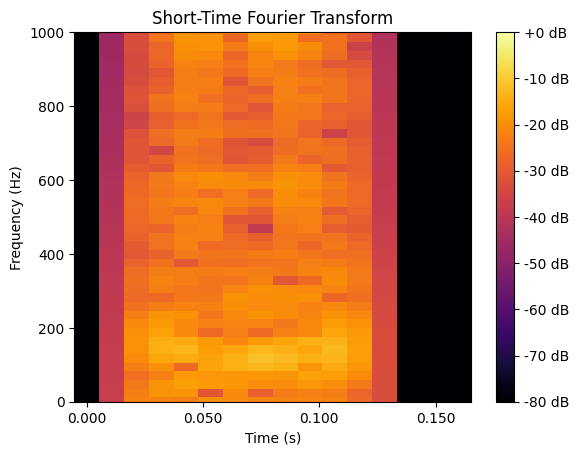 Short-Time Fourier Transform
1000
800
600
400
200
0
Frequency (Hz)
0.000
0.050
0.100
0.150
Time (s)
+0 dB
-10 dB
-20 dB
-30 dB
-40 dB
-50 dB
-60 dB
-70 dB
-80 dB